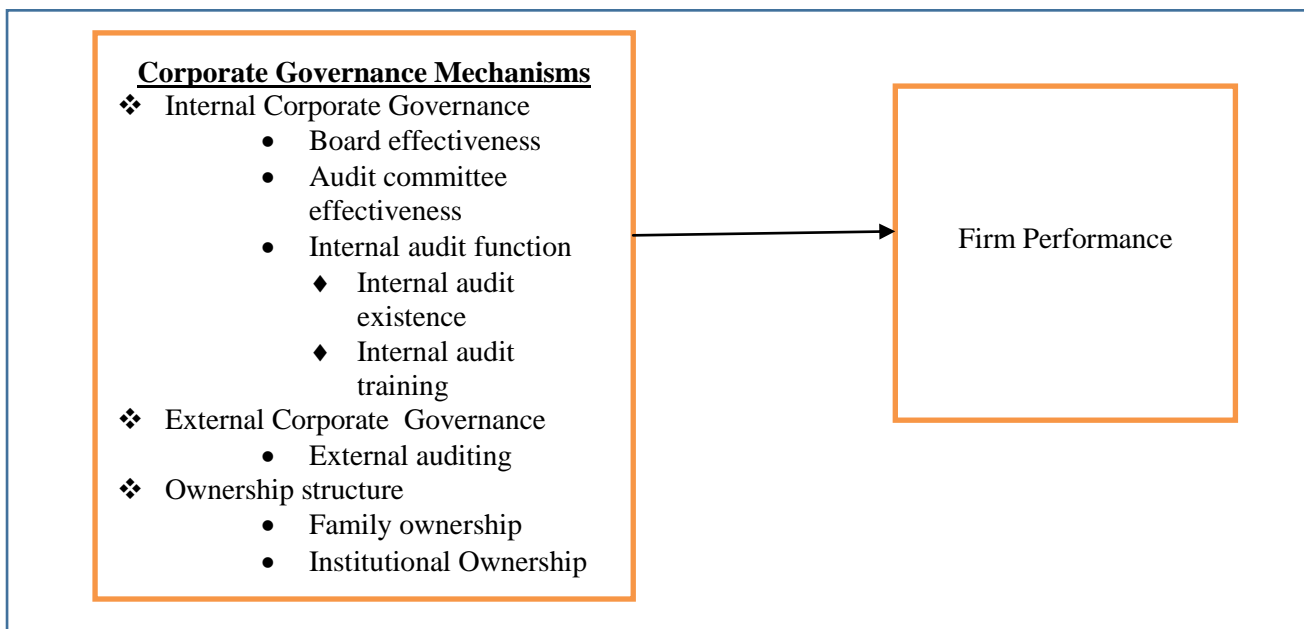 Corporate Governance Mechanisms
❖ Internal Corporate Governance
• Board effectiveness
• Audit committee
effectiveness
• Internal audit function
♦ Internal audit
existence
♦ Internal audit
training
❖ External Corporate Governance
• External auditing
❖ Ownership structure
• Family ownership
• Institutional Ownership
Firm Performance